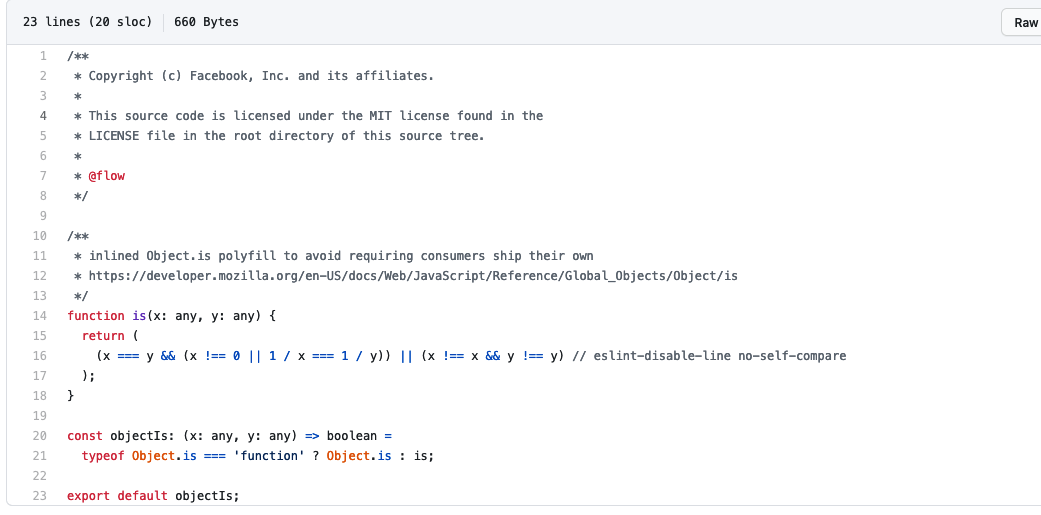 23 lines (20 sloc) 660 Bytes Raw
1 /**
2  * Copyright (c) Facebook, Inc. and its affiliates.
3  *
4  * This source code is licensed under the MIT license found in the
5  * LICENSE file in the root directory of this source tree.
6  *
7  * @flow
8  */
9
10 /**
11  * inlined Object.is polyfill to avoid requiring consumers ship their own
12  * https://developer.mozilla.org/en-US/docs/Web/JavaScript/Reference/Global_Objects/Object/is
13  */
14 function is(x: any, y: any) {
15   return (
16     (x === y && (x !== 0 || 1 / x === 1 / y)) || (x !== x && y !== y) // eslint-disable-line no-self-compare
17   );
18 }
19
20 const objectIs: (x: any, y: any) => boolean =
21   typeof Object.is === 'function' ? Object.is : is;
22
23 export default objectIs;